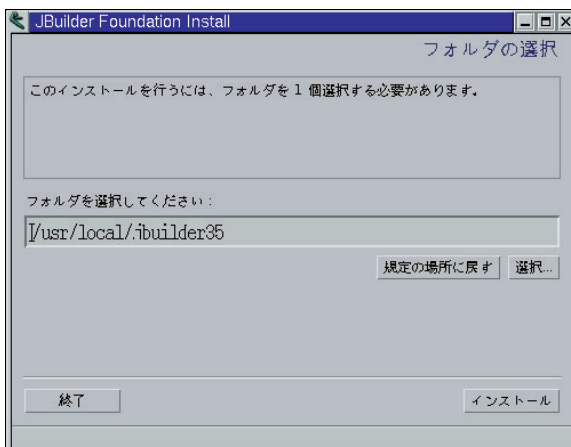 JBuilder Foundation Install
フォルダの選択
このインストールを行うには、フォルダを 1 個選択する必要があります。
フォルダを選択してください:
/usr/local/jbuilder35
規定の場所に戻す 選択...
終了 インストール